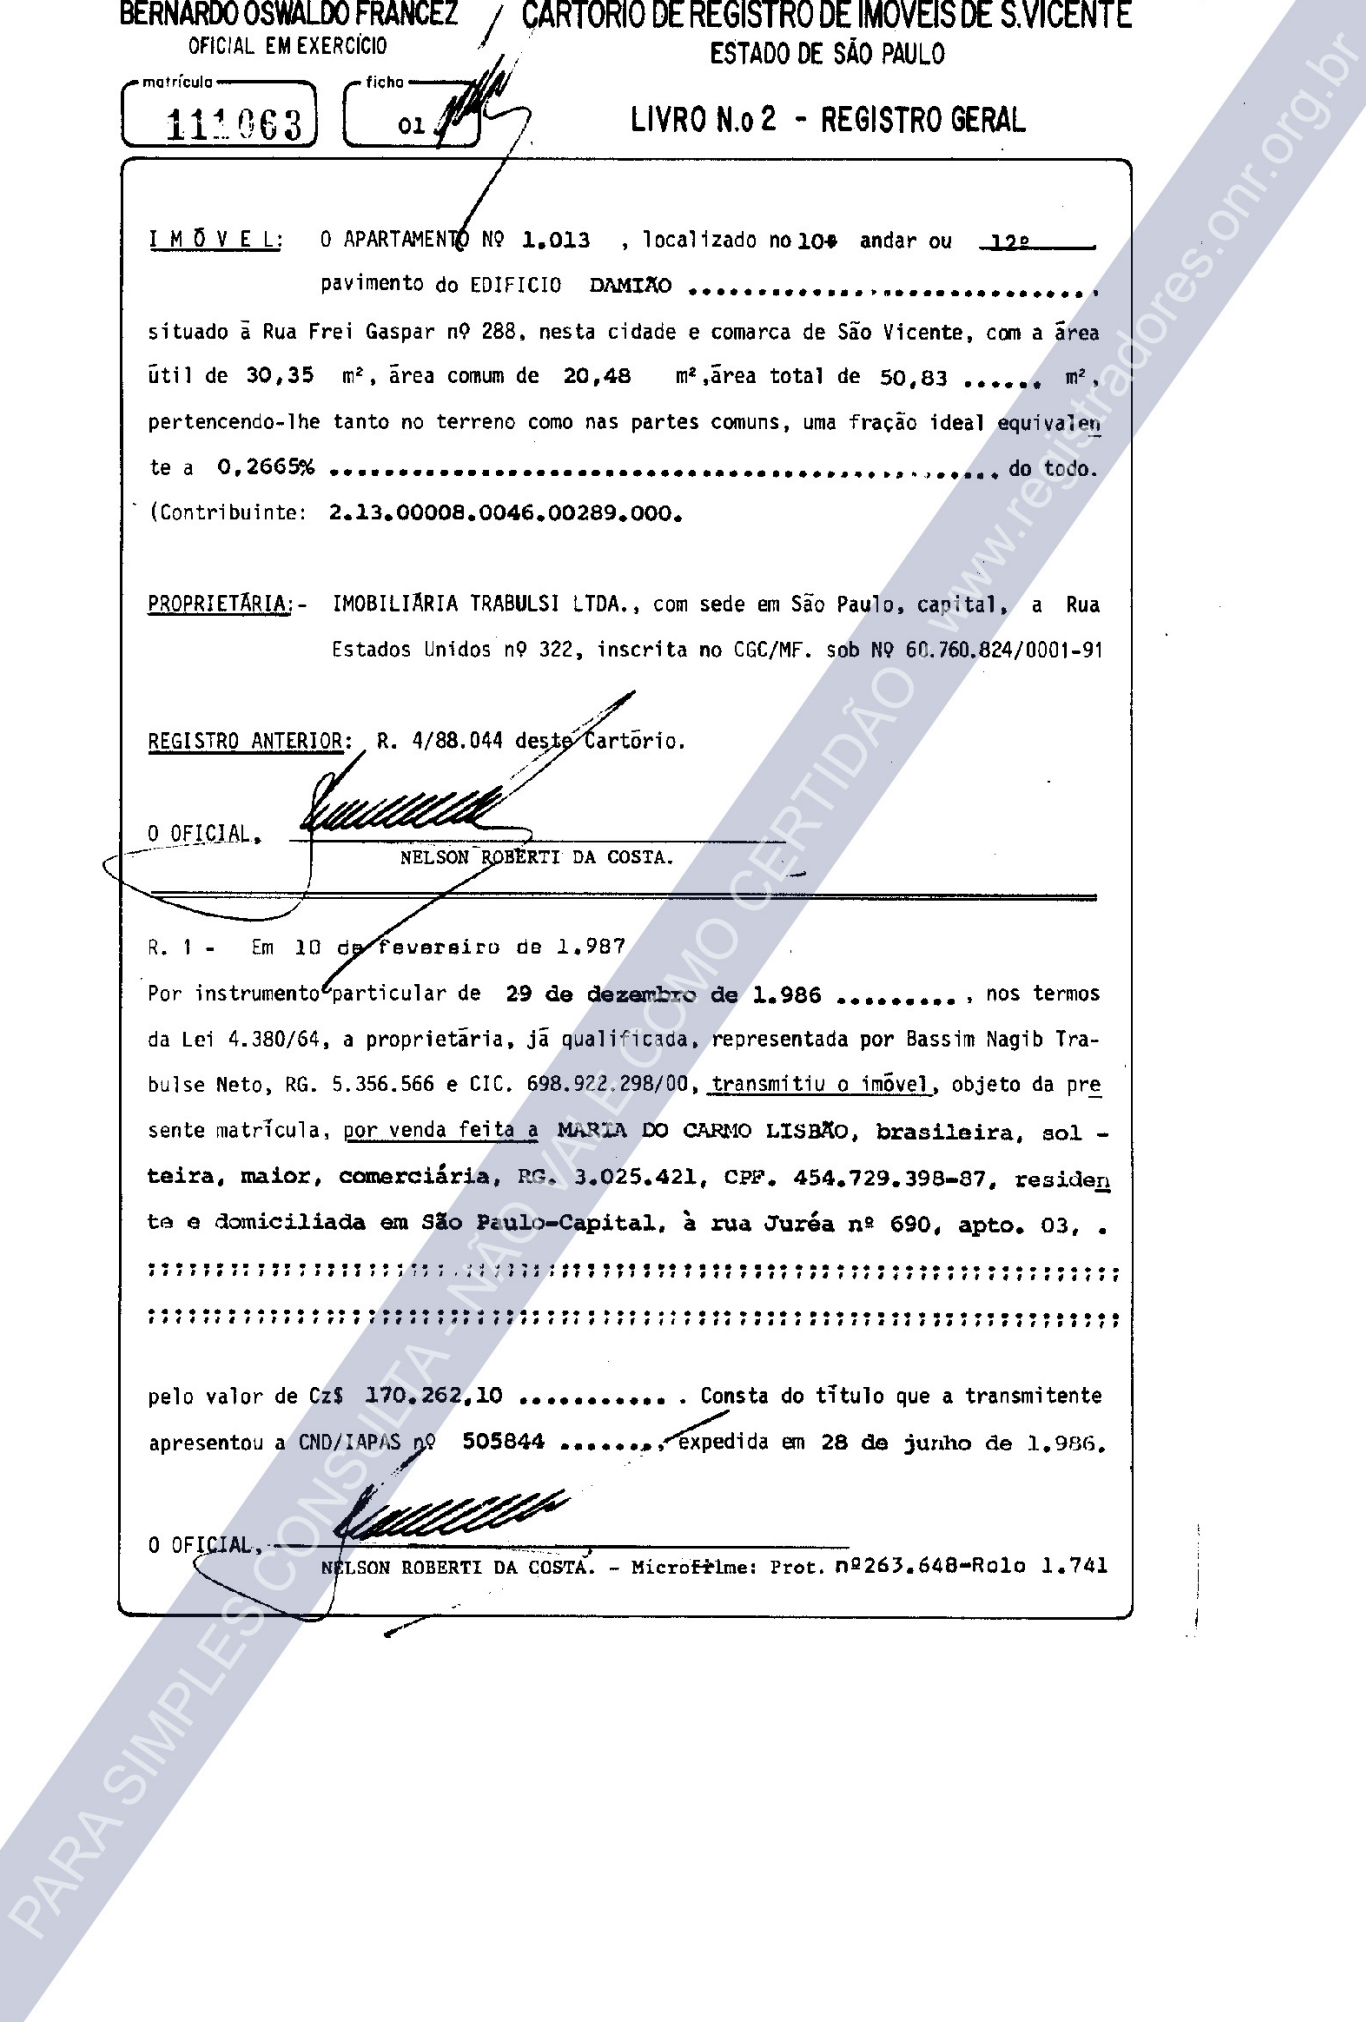 BERNARDO OSWALDO FRANCEZ
OFICIAL EM EXERCÍCIO
CARTÓRIO DE REGISTRO DE IMÓVEIS DE S.VICENTE
ESTADO DE SÃO PAULO
matrícula
111063
ficha
01
LIVRO N.o 2 - REGISTRO GERAL
I M Ó V E L: O APARTAMENTO Nº 1.013 , localizado no 10º andar ou 12º
pavimento do EDIFICIO DAMIÃO ..............................,
situado à Rua Frei Gaspar nº 288, nesta cidade e comarca de São Vicente, com a área
útil de 30,35 m², área comum de 20,48 m²,área total de 50,83 ...... m²,
pertencendo-lhe tanto no terreno como nas partes comuns, uma fração ideal equivalen
te a 0,2665% ................................................. do todo.
(Contribuinte: 2.13.00008.0046.00289.000.
PROPRIETÁRIA:- IMOBILIÁRIA TRABULSI LTDA., com sede em São Paulo, capital, a Rua
Estados Unidos nº 322, inscrita no CGC/MF. sob Nº 60.760.824/0001-91
REGISTRO ANTERIOR: R. 4/88.044 deste Cartório.
O OFICIAL,
NELSON ROBERTI DA COSTA.
R. 1 - Em 10 de fevereiro de 1.987
Por instrumento particular de 29 de dezembro de 1.986 ........., nos termos
da Lei 4.380/64, a proprietária, já qualificada, representada por Bassim Nagib Tra-
bulse Neto, RG. 5.356.566 e CIC. 698.922.298/00, transmitiu o imóvel, objeto da pre
sente matrícula, por venda feita a MARIA DO CARMO LISBÃO, brasileira, sol -
teira, maior, comerciária, RG. 3.025.421, CPF. 454.729.398-87, residen
te e domiciliada em São Paulo-Capital, à rua Juréa nº 690, apto. 03, .
;;;;;;;;;;;;;;;;;;;;;;;;;;;;;;;;;;;;;;;;;;;;;;;;;;;;;;;;;;;;;;;;;;;;;;
;;;;;;;;;;;;;;;;;;;;;;;;;;;;;;;;;;;;;;;;;;;;;;;;;;;;;;;;;;;;;;;;;;;;;;
pelo valor de Cz$ 170.262,10 ............ . Consta do título que a transmitente
apresentou a CND/IAPAS nº 505844 ......., expedida em 28 de junho de 1.986.
O OFICIAL,
NELSON ROBERTI DA COSTA. - Microfilme: Prot. nº263.648-Rolo 1.741
PARA SIMPLES CONSULTA - NÃO VALE COMO CERTIDÃO - www.registradores.onr.org.br